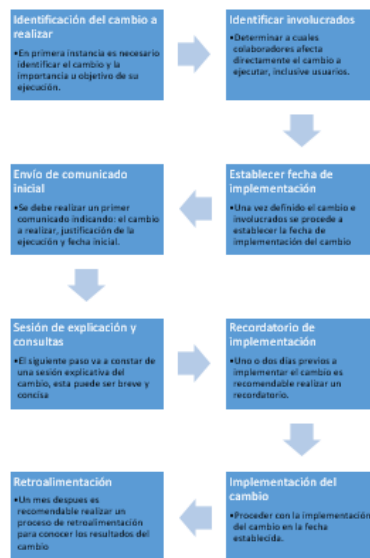 Identificación del cambio a
realizar.
•En primera instancia es necesario
identificar el cambio y la
importancia u objetivo de su
ejecución.
Identificar involucrados
•Determinar a cuales
colaboradores afecta
directamente el cambio a
ejecutar, inclusive usuarios.
Establecer fecha de
implementación
•Una vez definido el cambio e
involucrados se procede a
establecer la fecha de
implementación del cambio
Envío de comunicado
inicial
•Se debe realizar un primer
comunicado indicando: el cambio
a realizar, justificación de la
ejecución y fecha inicial.
Sesión de explicación y
consultas
•El siguiente paso va a constar de
una sesión explicativa del
cambio, esta puede ser breve y
concisa
Recordatorio de
implementación
•Uno o dos días previos a
implementar el cambio es
recomendable realizar un
recordatorio.
Implementación del
cambio
•Proceder con la implementación
del cambio en la fecha
establecida.
Retroalimentación
•Un mes despues es
recomendable realizar un
proceso de retroalimentación
para conocer los resultados del
cambio